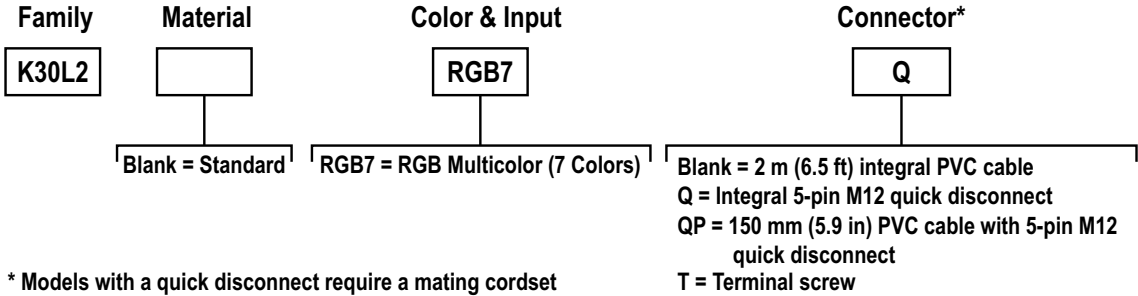 Family Material Color & Input Connector*
K30L2 RGB7 Q
Blank = Standard
RGB7 = RGB Multicolor (7 Colors)
Blank = 2 m (6.5 ft) integral PVC cable
Q = Integral 5-pin M12 quick disconnect
QP = 150 mm (5.9 in) PVC cable with 5-pin M12
quick disconnect
T = Terminal screw
* Models with a quick disconnect require a mating cordset